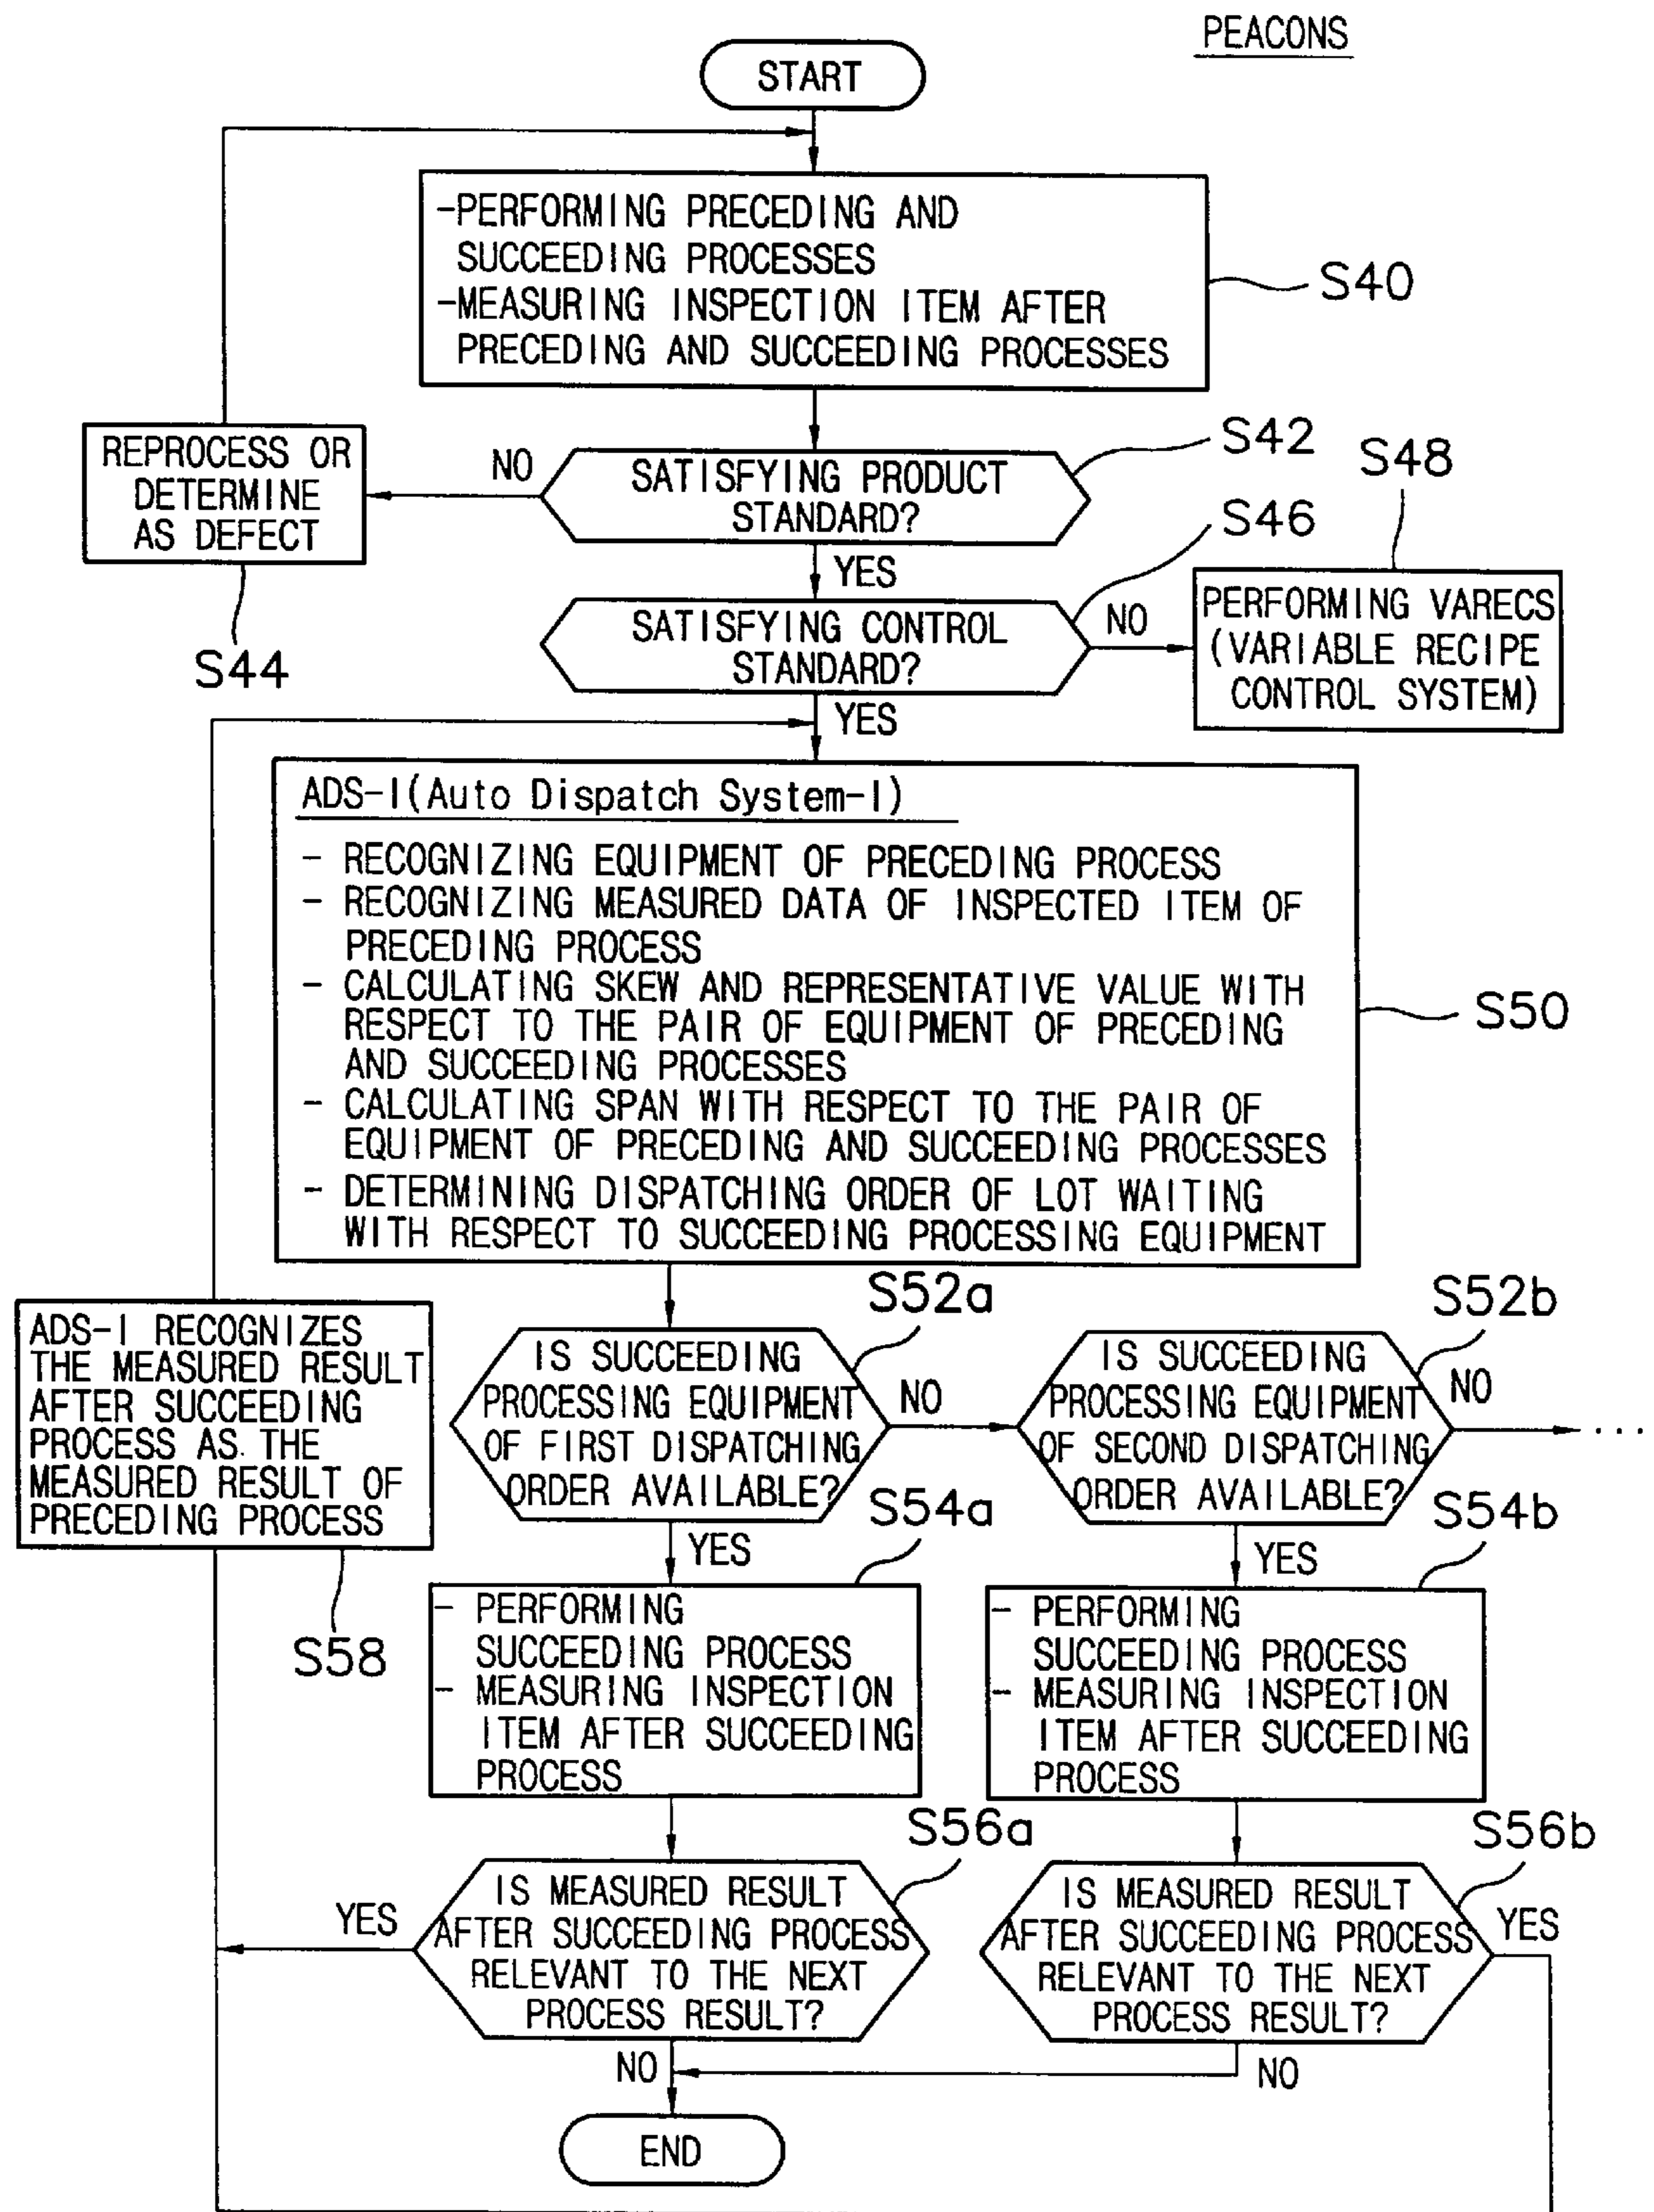 PEACONS
START
-PERFORMING PRECEDING AND
SUCCEEDING PROCESSES
-MEASURING INSPECTION ITEM AFTER
PRECEDING AND SUCCEEDING PROCESSES
S40
REPROCESS OR
DETERMINE
AS DEFECT
S44
NO
SATISFYING PRODUCT
STANDARD?
S42
YES
SATISFYING CONTROL
STANDARD?
S46
NO
S48
PERFORMING VARECS
(VARIABLE RECIPE
CONTROL SYSTEM)
YES
ADS-I(Auto Dispatch System-I)
- RECOGNIZING EQUIPMENT OF PRECEDING PROCESS
- RECOGNIZING MEASURED DATA OF INSPECTED ITEM OF
PRECEDING PROCESS
- CALCULATING SKEW AND REPRESENTATIVE VALUE WITH
RESPECT TO THE PAIR OF EQUIPMENT OF PRECEDING
AND SUCCEEDING PROCESSES
- CALCULATING SPAN WITH RESPECT TO THE PAIR OF
EQUIPMENT OF PRECEDING AND SUCCEEDING PROCESSES
- DETERMINING DISPATCHING ORDER OF LOT WAITING
WITH RESPECT TO SUCCEEDING PROCESSING EQUIPMENT
S50
ADS-I RECOGNIZES
THE MEASURED RESULT
AFTER SUCCEEDING
PROCESS AS THE
MEASURED RESULT OF
PRECEDING PROCESS
S58
S52a
IS SUCCEEDING
PROCESSING EQUIPMENT
OF FIRST DISPATCHING
ORDER AVAILABLE?
NO
S52b
IS SUCCEEDING
PROCESSING EQUIPMENT
OF SECOND DISPATCHING
ORDER AVAILABLE?
NO
...
YES
S54a
- PERFORMING
SUCCEEDING PROCESS
- MEASURING INSPECTION
ITEM AFTER SUCCEEDING
PROCESS
YES
S54b
- PERFORMING
SUCCEEDING PROCESS
- MEASURING INSPECTION
ITEM AFTER SUCCEEDING
PROCESS
S56a
YES
IS MEASURED RESULT
AFTER SUCCEEDING PROCESS
RELEVANT TO THE NEXT
PROCESS RESULT?
S56b
IS MEASURED RESULT
AFTER SUCCEEDING PROCESS
RELEVANT TO THE NEXT
PROCESS RESULT?
YES
NO
NO
END